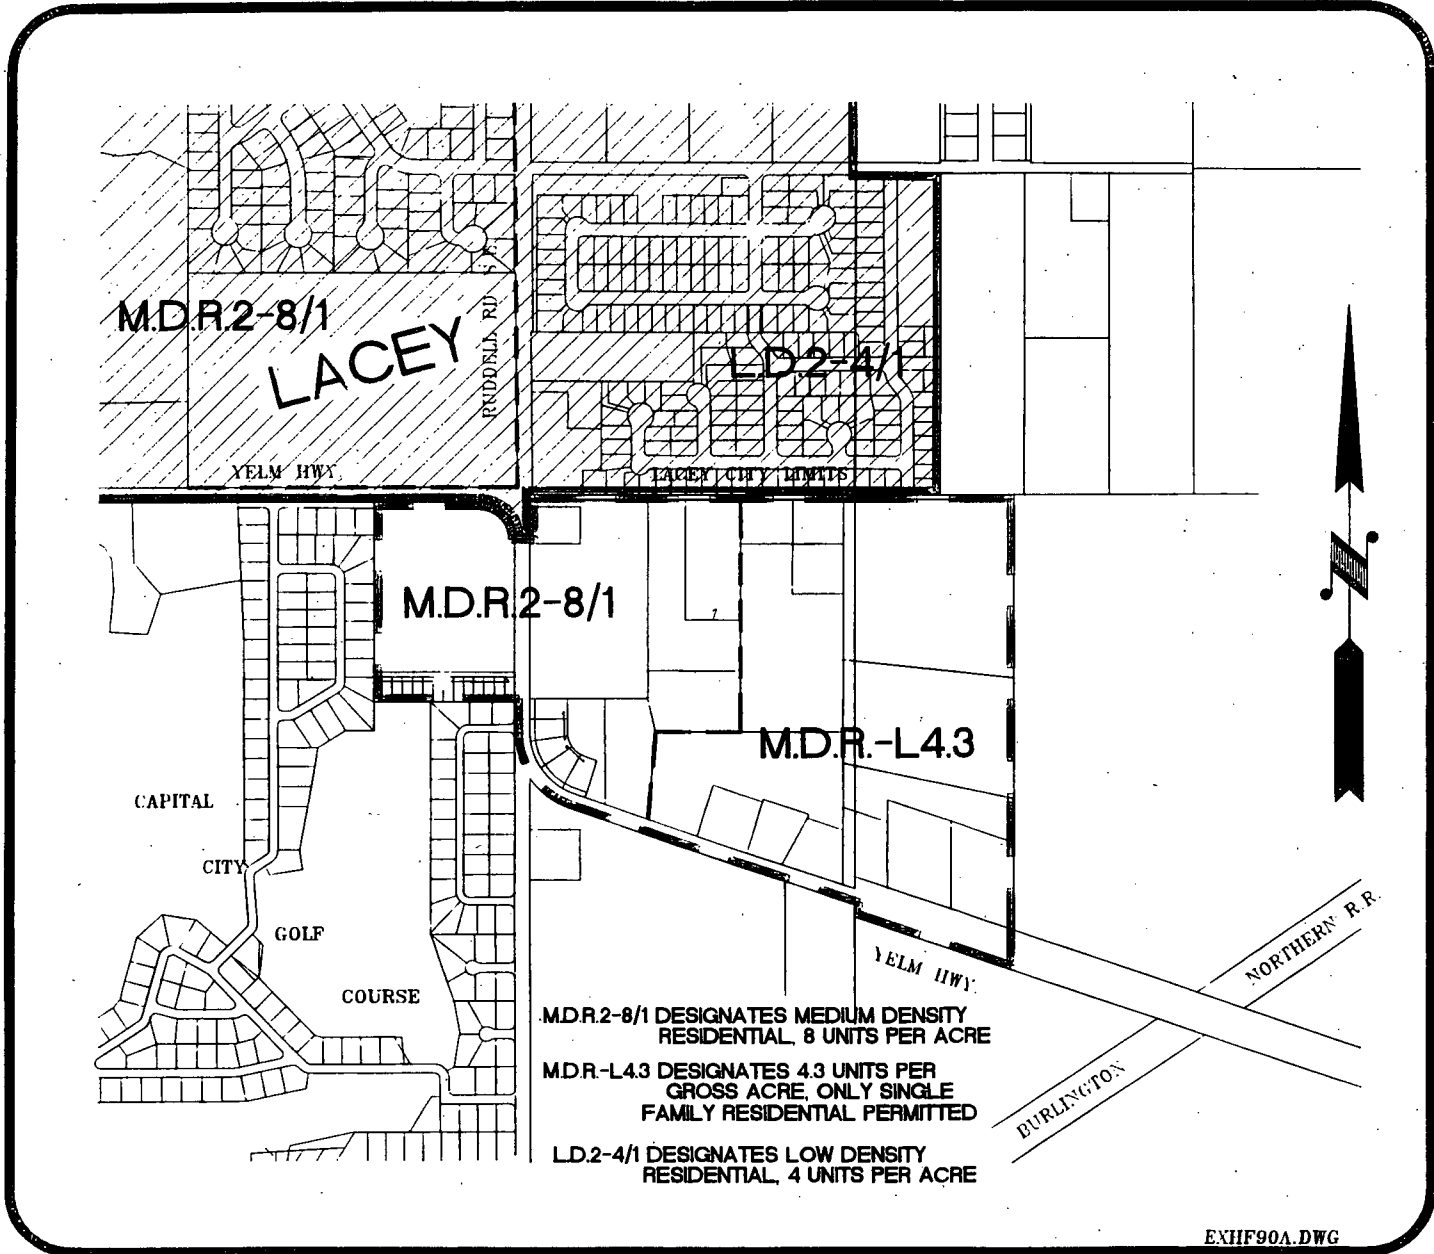 M.D.R.2-8/1
LACEY
RUDDELL RD
L.D.2-4/1
YELM HWY.
LACEY CITY LIMITS
M.D.R.2-8/1
7
M.D.R.-L4.3
CAPITAL
CITY
GOLF
COURSE
YELM HWY.
NORTHERN R.R.
BURLINGTON
M.D.R.2-8/1 DESIGNATES MEDIUM DENSITY
RESIDENTIAL, 8 UNITS PER ACRE
M.D.R.-L4.3 DESIGNATES 4.3 UNITS PER
GROSS ACRE, ONLY SINGLE
FAMILY RESIDENTIAL PERMITTED
L.D.2-4/1 DESIGNATES LOW DENSITY
RESIDENTIAL, 4 UNITS PER ACRE
EXHF90A.DWG